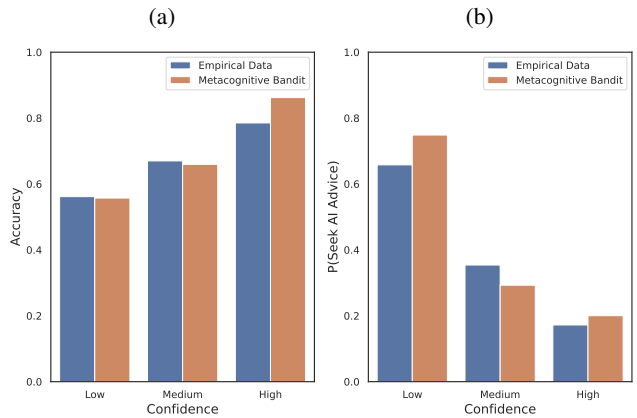 (a)
1.0
0.8
0.6
0.4
0.2
0.0
Accuracy
Empirical Data
Metacognitive Bandit
Low
Medium
High
Confidence
(b)
1.0
0.8
0.6
0.4
0.2
0.0
P(Seek AI Advice)
Empirical Data
Metacognitive Bandit
Low
Medium
High
Confidence